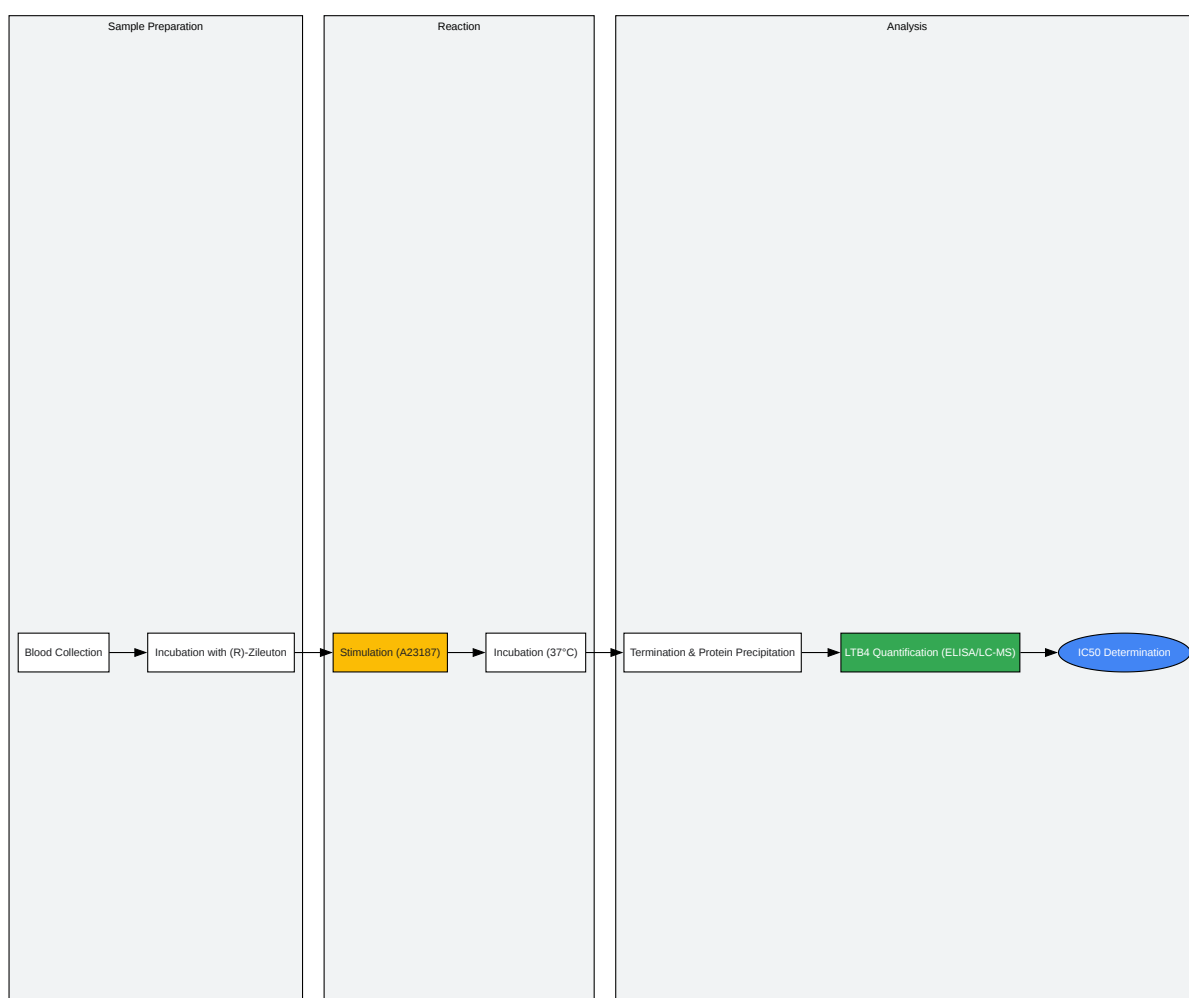 Sample Preparation
Reaction
Analysis
Blood Collection
Incubation with (R)-Zileuton
Stimulation (A23187)
Incubation (37°C)
Termination & Protein Precipitation
LTB4 Quantification (ELISA/LC-MS)
IC50 Determination